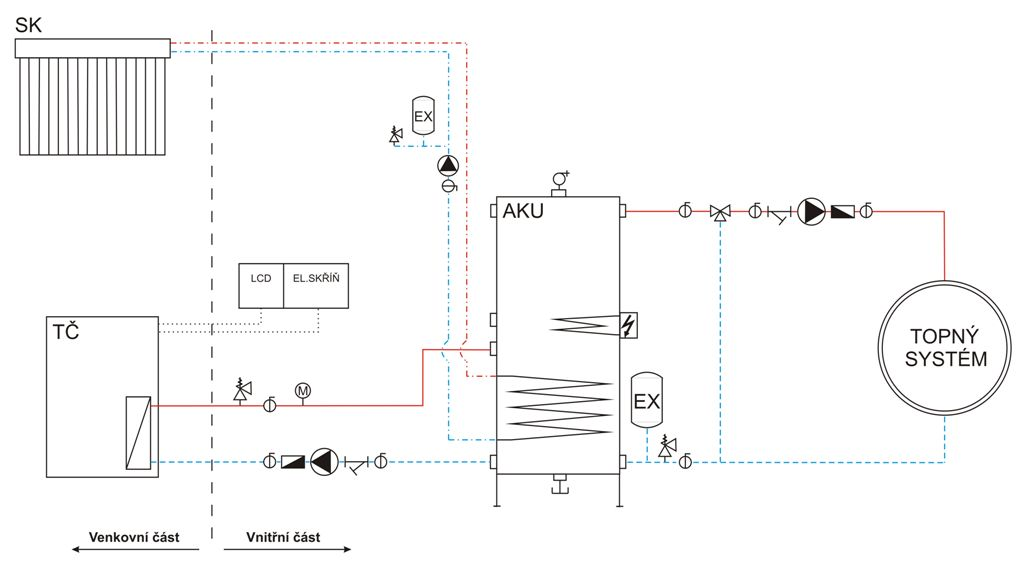 SK
EX
AKU
LCD
EL.SKŘÍŇ
TČ
TOPNÝ
SYSTÉM
M
EX
Venkovní část
Vnitřní část